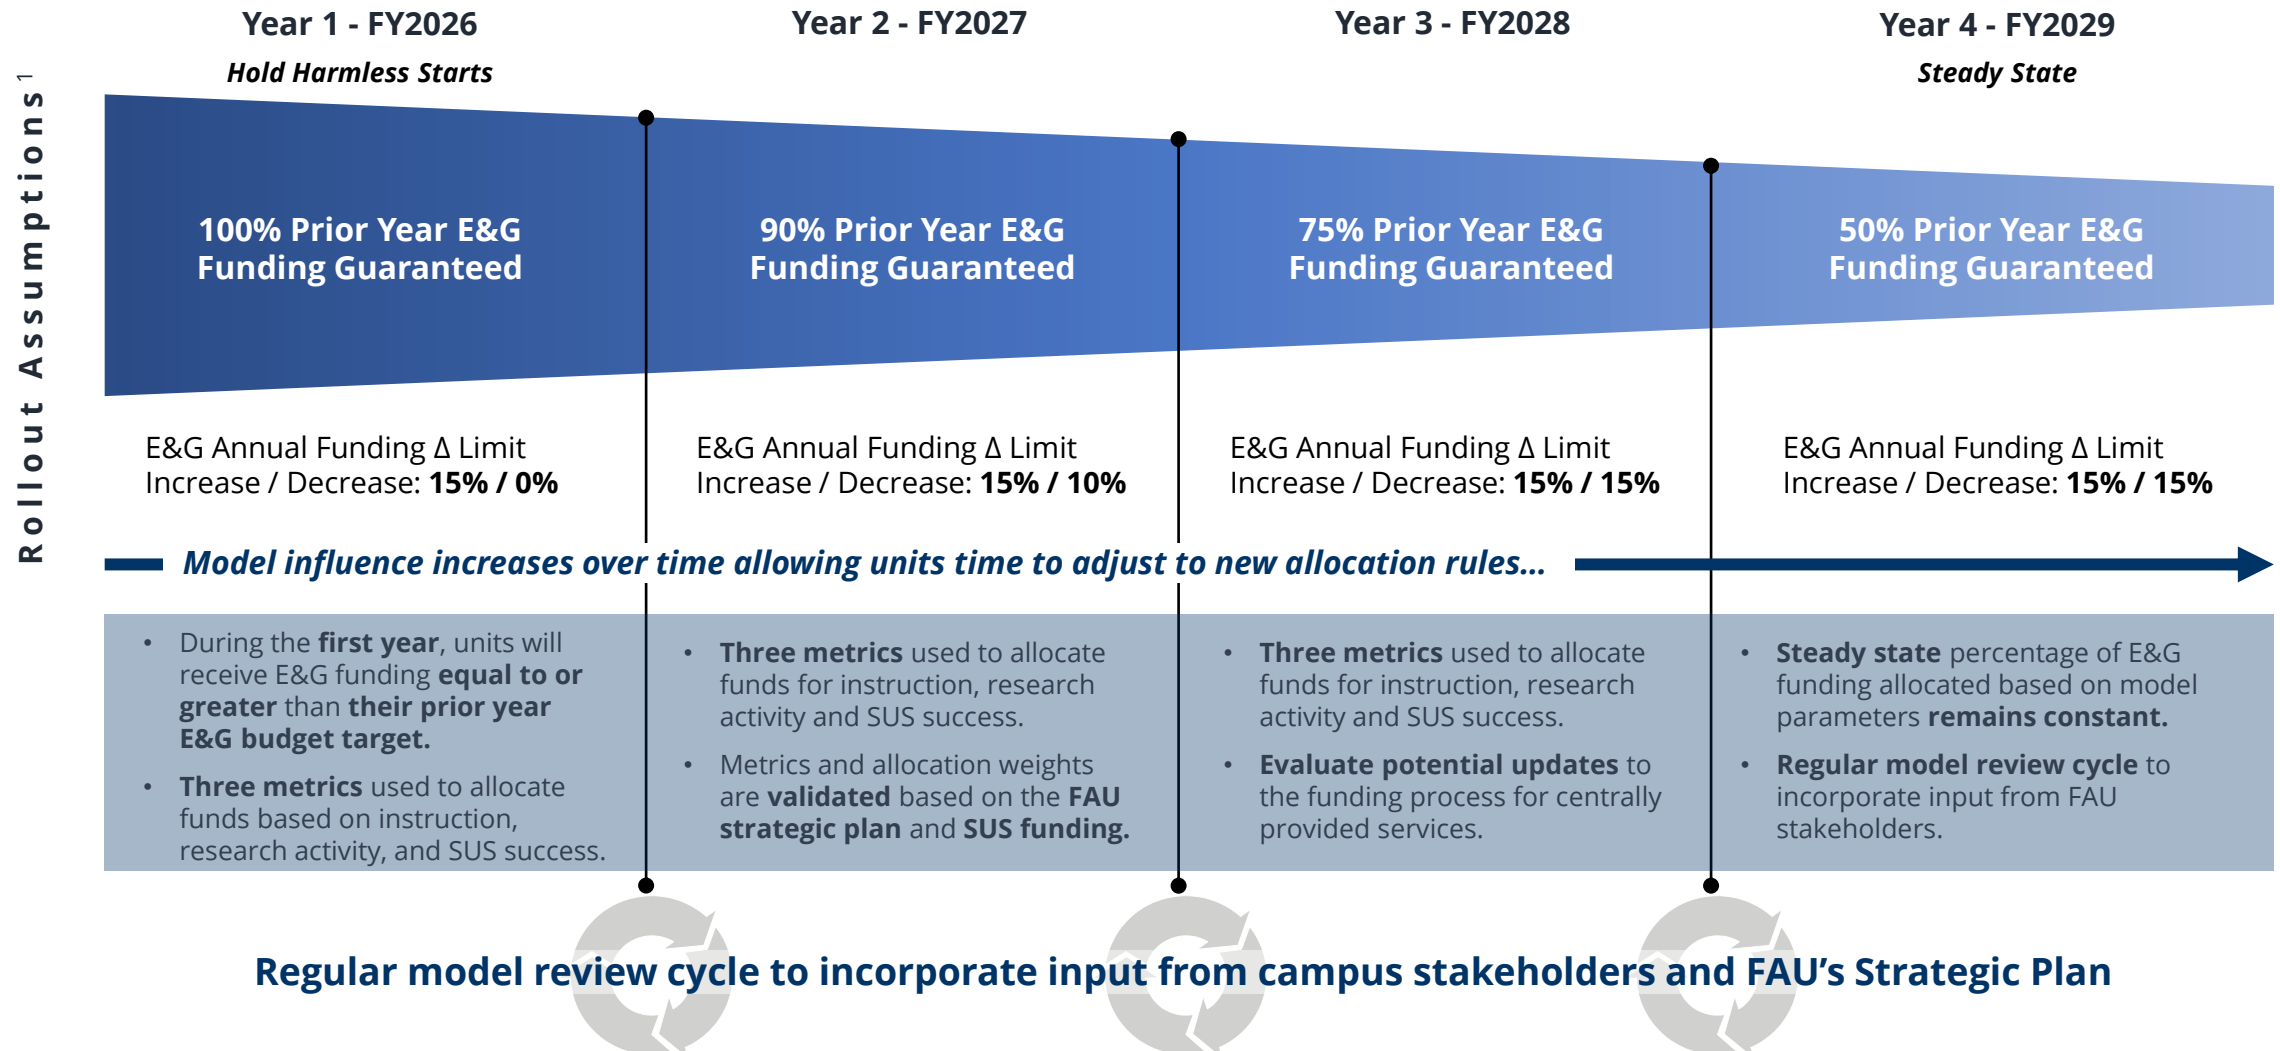 Year 1 - FY2026
Hold Harmless Starts
Year 2 - FY2027
Year 3 - FY2028
Year 4 - FY2029
Steady State
Rollout Assumptions¹
100% Prior Year E&G
Funding Guaranteed
90% Prior Year E&G
Funding Guaranteed
75% Prior Year E&G
Funding Guaranteed
50% Prior Year E&G
Funding Guaranteed
E&G Annual Funding Δ Limit
Increase / Decrease: 15% / 0%
E&G Annual Funding Δ Limit
Increase / Decrease: 15% / 10%
E&G Annual Funding Δ Limit
Increase / Decrease: 15% / 15%
E&G Annual Funding Δ Limit
Increase / Decrease: 15% / 15%
Model influence increases over time allowing units time to adjust to new allocation rules...
• During the first year, units will
receive E&G funding equal to or
greater than their prior year
E&G budget target.
• Three metrics used to allocate
funds based on instruction,
research activity, and SUS success.
• Three metrics used to allocate
funds for instruction, research
activity and SUS success.
• Metrics and allocation weights
are validated based on the FAU
strategic plan and SUS funding.
• Three metrics used to allocate
funds for instruction, research
activity and SUS success.
• Evaluate potential updates to
the funding process for centrally
provided services.
• Steady state percentage of E&G
funding allocated based on model
parameters remains constant.
• Regular model review cycle to
incorporate input from FAU
stakeholders.
Regular model review cycle to incorporate input from campus stakeholders and FAU’s Strategic Plan